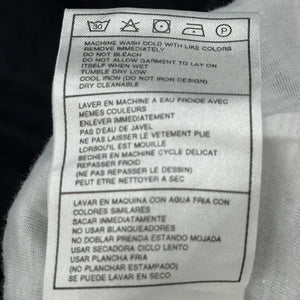 30 P
MACHINE WASH COLD WITH LIKE COLORS
REMOVE IMMEDIATELY
DO NOT BLEACH
DO NOT ALLOW GARMENT TO LAY ON
ITSELF WHEN WET
TUMBLE DRY LOW
COOL IRON (DO NOT IRON DESIGN)
DRY CLEANABLE
LAVER EN MACHINE A EAU FROIDE AVEC
MEMES COULEURS
ENLEVER IMMEDIATEMENT
PAS D'EAU DE JAVEL
NE PAS LAISSER LE VETEMENT PLIE
LORSQU'IL EST MOUILLE
SECHER EN MACHINE CYCLE DELICAT
REPASSER FROID
(NE PAS REPASSER L'IMPRESSION)
PEUT ETRE NETTOYER A SEC
LAVAR EN MAQUINA CON AGUA FRIA CON
COLORES SIMILARES
SACAR IMMEDIATAMENTE
NO USAR BLANQUEADORES
NO DOBLAR PRENDA ESTANDO MOJADA
USAR SECADORA CICLO LENTO
USAR PLANCHA FRIA
(NO PLANCHAR ESTAMPADO)
SE PUEDE LAVAR EN SECO